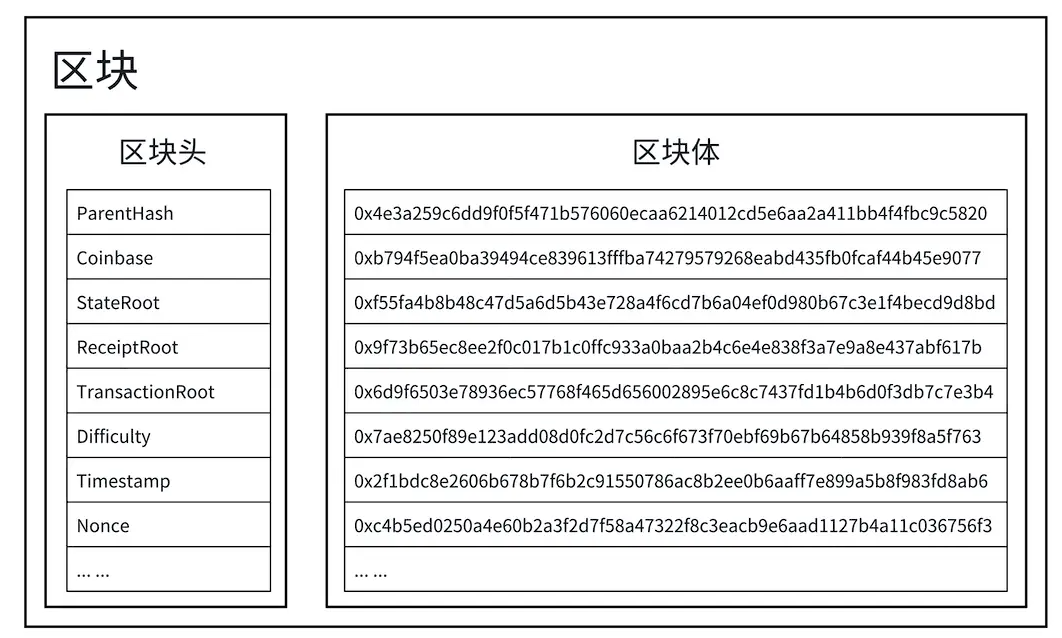 区块
区块头
ParentHash
Coinbase
StateRoot
ReceiptRoot
TransactionRoot
Difficulty
Timestamp
Nonce
... ...
区块体
0x4e3a259c6dd9f0f5f471b576060ecaa6214012cd5e6aa2a411bb4f4fbc9c5820
0xb794f5ea0ba39494ce839613fffba74279579268eabd435fb0fcaf44b45e9077
0xf55fa4b8b48c47d5a6d5b43e728a4f6cd7b6a04ef0d980b67c3e1f4becd9d8bd
0x9f73b65ec8ee2f0c017b1c0ffc933a0baa2b4c6e4e838f3a7e9a8e437abf617b
0x6d9f6503e78936ec57768f465d656002895e6c8c7437fd1b4b6d0f3db7c7e3b4
0x7ae8250f89e123add08d0fc2d7c56c6f673f70ebf69b67b64858b939f8a5f763
0x2f1bdc8e2606b678b7f6b2c91550786ac8b2ee0b6aaff7e899a5b8f983fd8ab6
0xc4b5ed0250a4e60b2a3f2d7f58a47322f8c3eacb9e6aad1127b4a11c036756f3
... ...